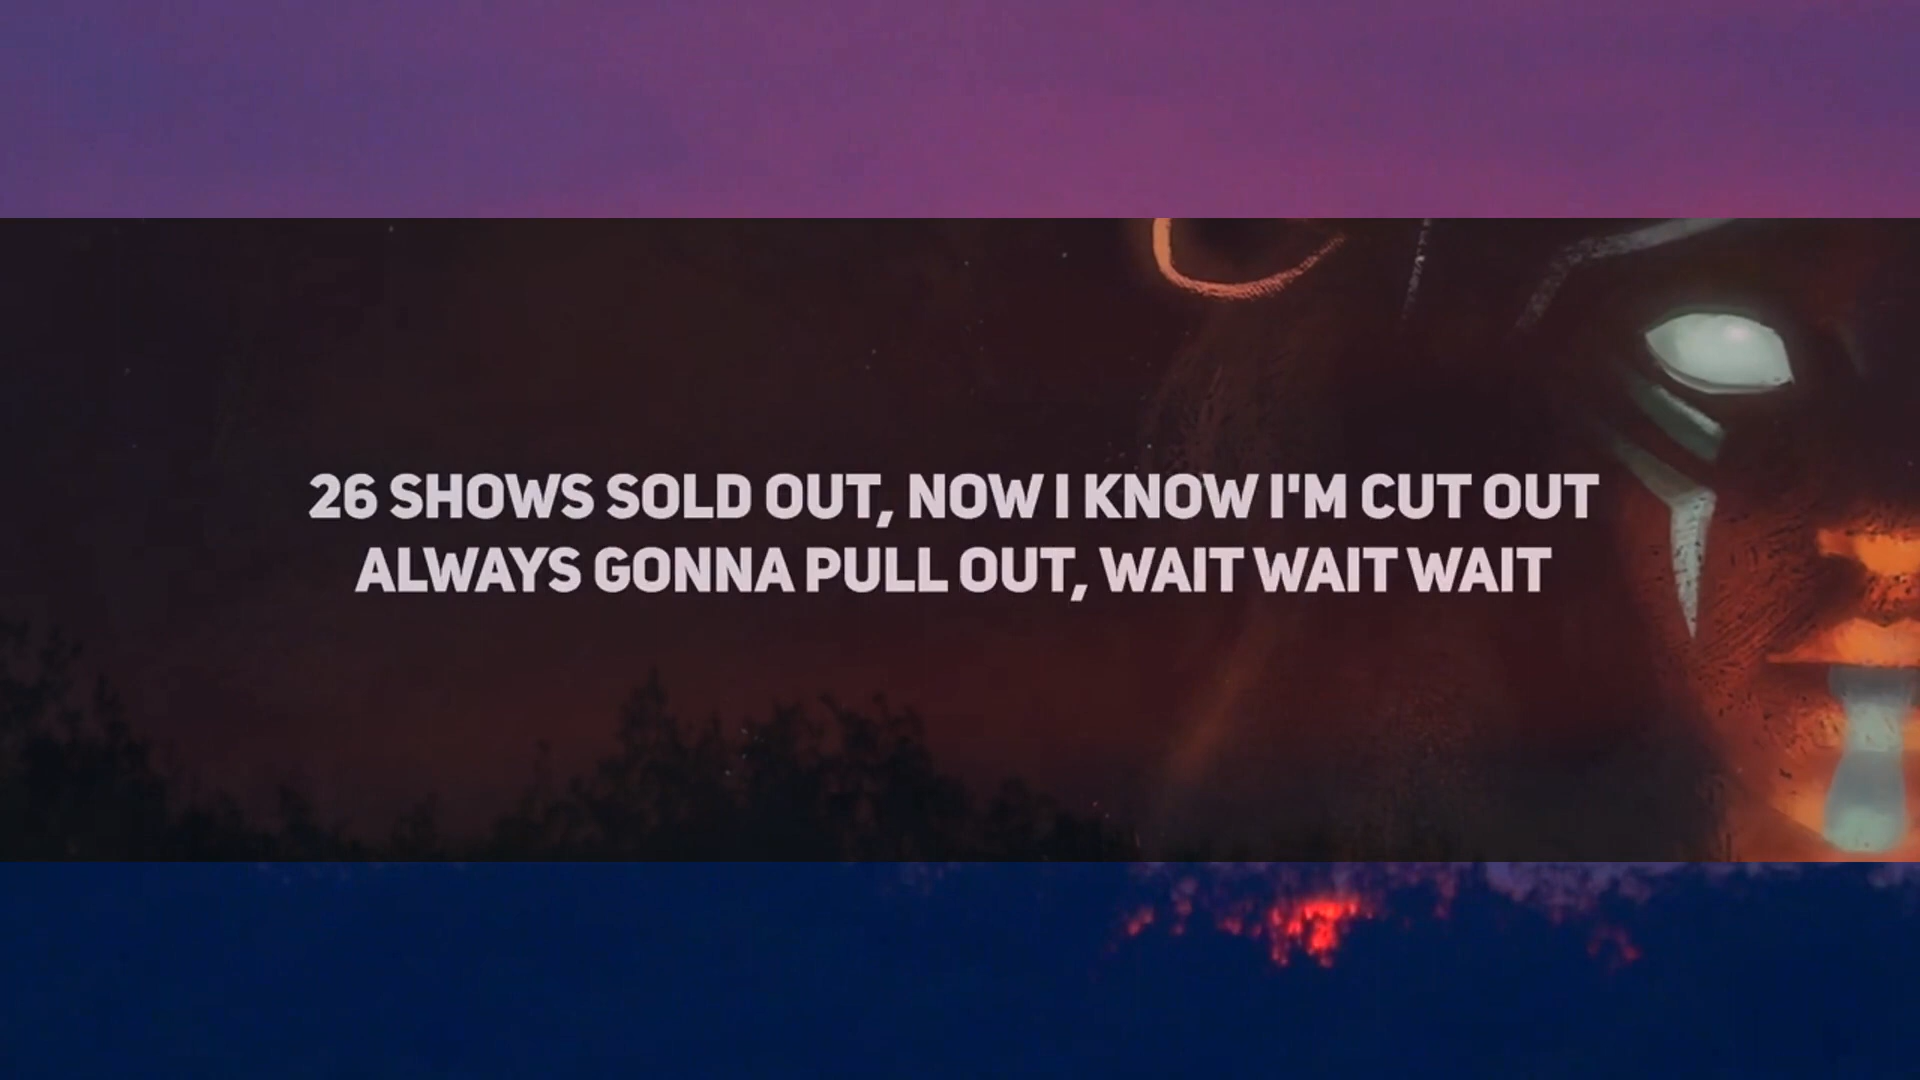 26 SHOWS SOLD OUT, NOW I KNOW I'M CUT OUT
ALWAYS GONNA PULL OUT, WAIT WAIT WAIT